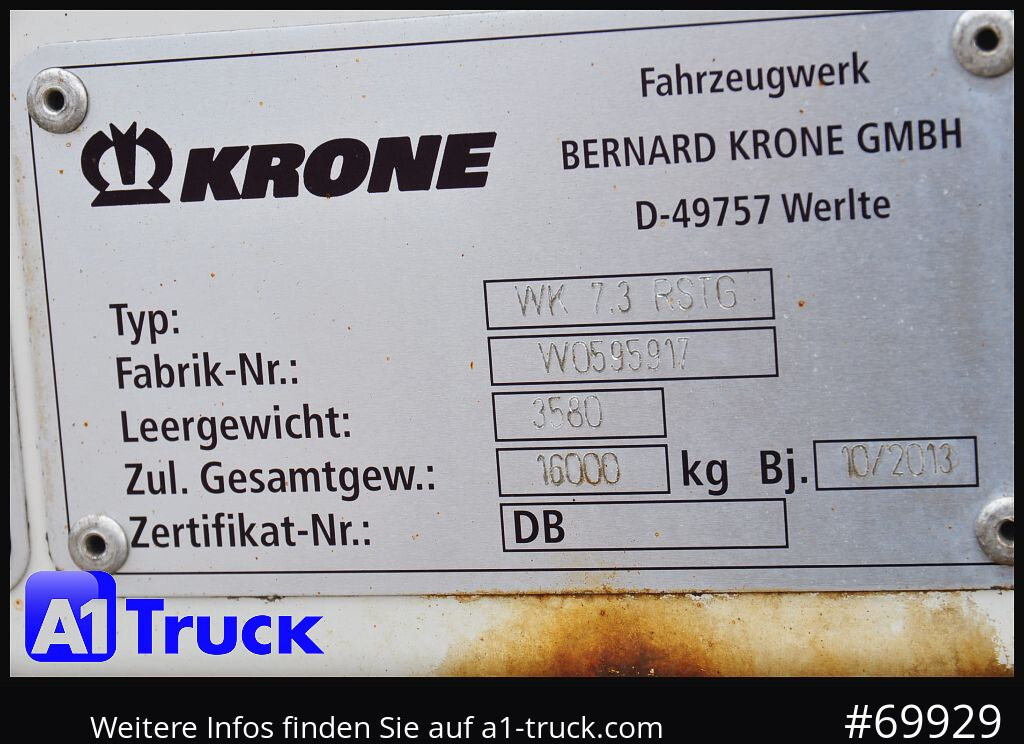 KRONE
Fahrzeugwerk
BERNARD KRONE GMBH
D-49757 Werlte
Typ: WK 7.3 RSTG
Fabrik-Nr.: W0595917
Leergewicht: 3580
Zul. Gesamtgew.: 16000 kg Bj. 10/2013
Zertifikat-Nr.: DB
A1 TRUCK
Weitere Infos finden Sie auf a1-truck.com
#69929